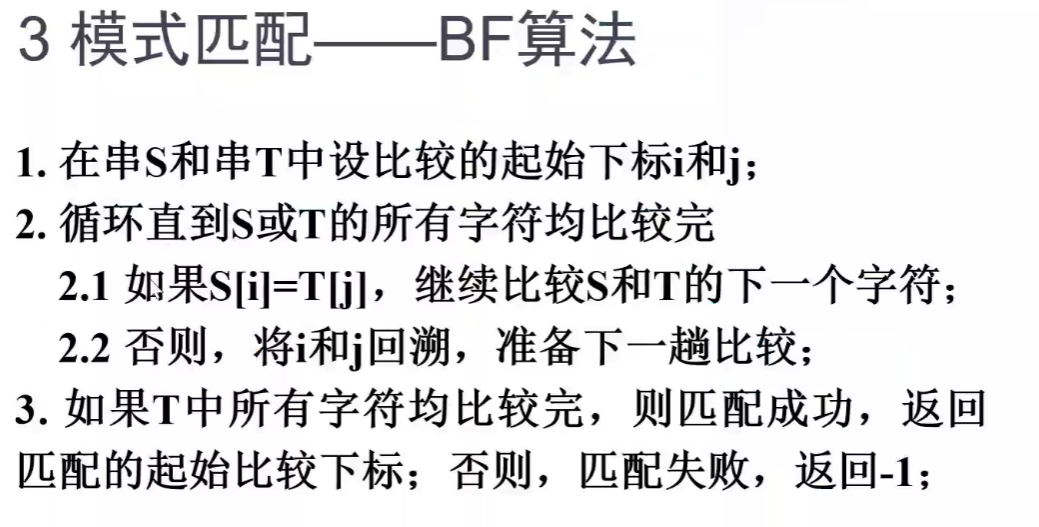 3 模式匹配——BF算法
1. 在串S和串T中设比较的起始下标i和j；
2. 循环直到S或T的所有字符均比较完
2.1 如果S[i]=T[j]，继续比较S和T的下一个字符；
2.2 否则，将i和j回溯，准备下一趟比较；
3. 如果T中所有字符均比较完，则匹配成功，返回
匹配的起始比较下标；否则，匹配失败，返回-1；